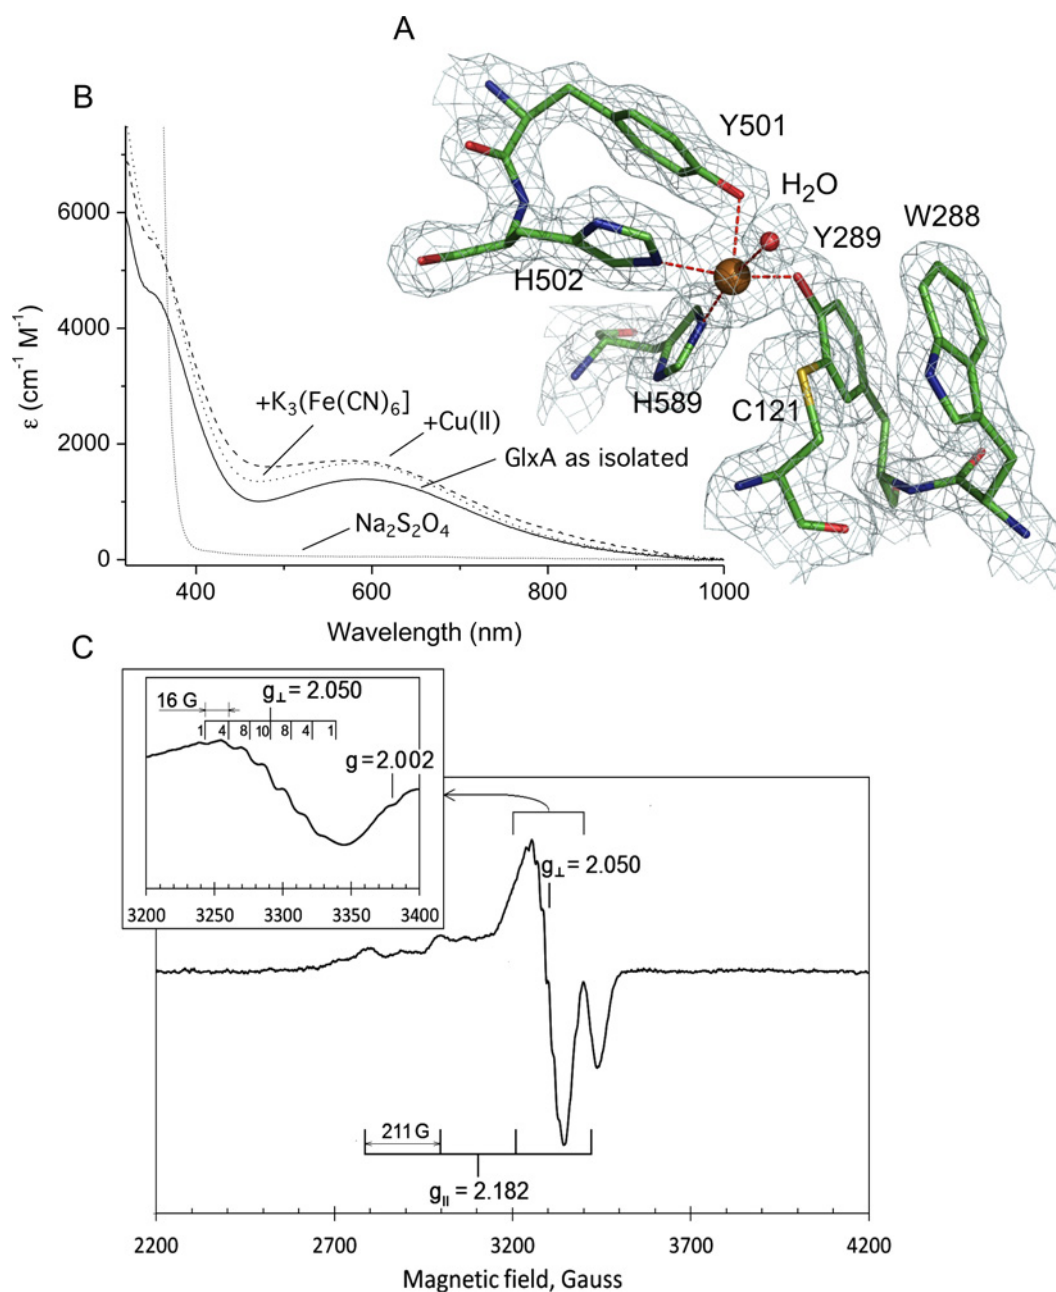 A
Y501
H₂O
Y289
W288
H502
H589
C121
B
6000
4000
2000
0
ε (cm⁻¹ M⁻¹)
+K₃(Fe(CN)₆]
+Cu(II)
GlxA as isolated
Na₂S₂O₄
400 600 800 1000
Wavelength (nm)
C
16 G
g⊥ = 2.050
1 4 8 10 8 4 1
g=2.002
3200 3250 3300 3350 3400
g⊥ = 2.050
211 G
g|| = 2.182
2200 2700 3200 3700 4200
Magnetic field, Gauss